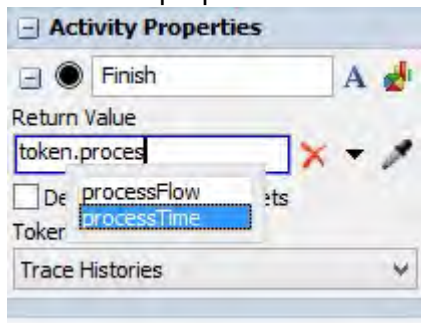 Activity Properties
Finish A
Return Value
token.proces
De ets
processFlow
processTime
Token
Trace Histories